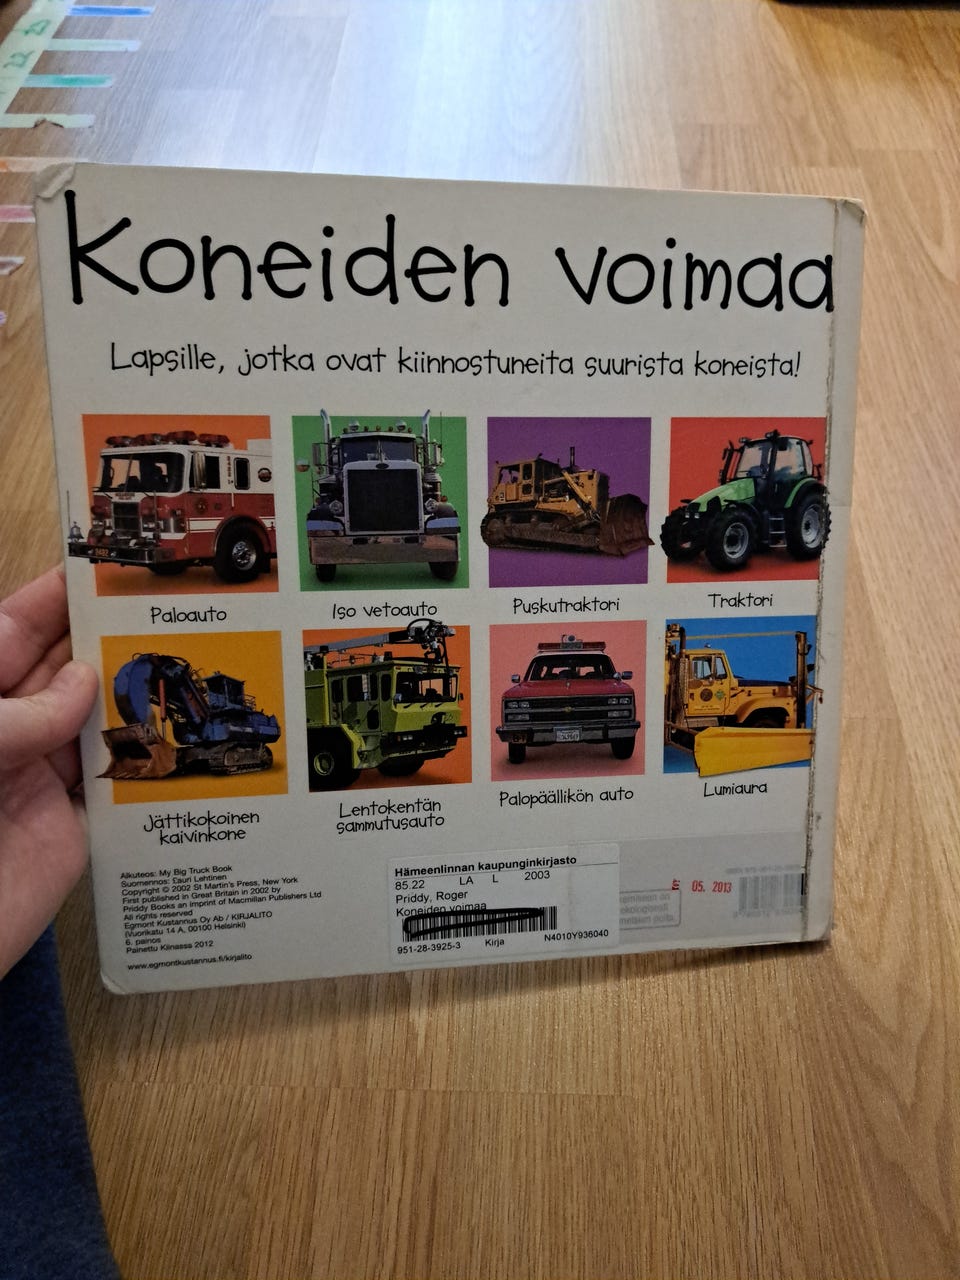 Koneiden voimaa
Lapsille, jotka ovat kiinnostuneita suurista koneista!
Paloauto
Iso vetoauto
Puskutraktori
Traktori
Jättikokoinen
kaivinkone
Lentokentän
sammutusauto
Palopäällikön auto
Lumiaura
Alkuteos: My Big Truck Book
Suomennos: Lauri Lehtinen
Copyright © 2002 St Martin's Press, New York
First published in Great Britain in 2002 by
Priddy Books an imprint of Macmillan Publishers Ltd
All rights reserved
Egmont Kustannus Oy Ab / KIRJALITO
(Vuorikatu 14 A, 00100 Helsinki)
6. painos
Painettu Kiinassa 2012
www.egmontkustannus.fi/kirjalito
Hämeenlinnan kaupunginkirjasto
85.22 LA L 2003
Priddy, Roger
Koneiden voimaa
951-28-3925-3 Kirja N4010Y936040
05. 2013